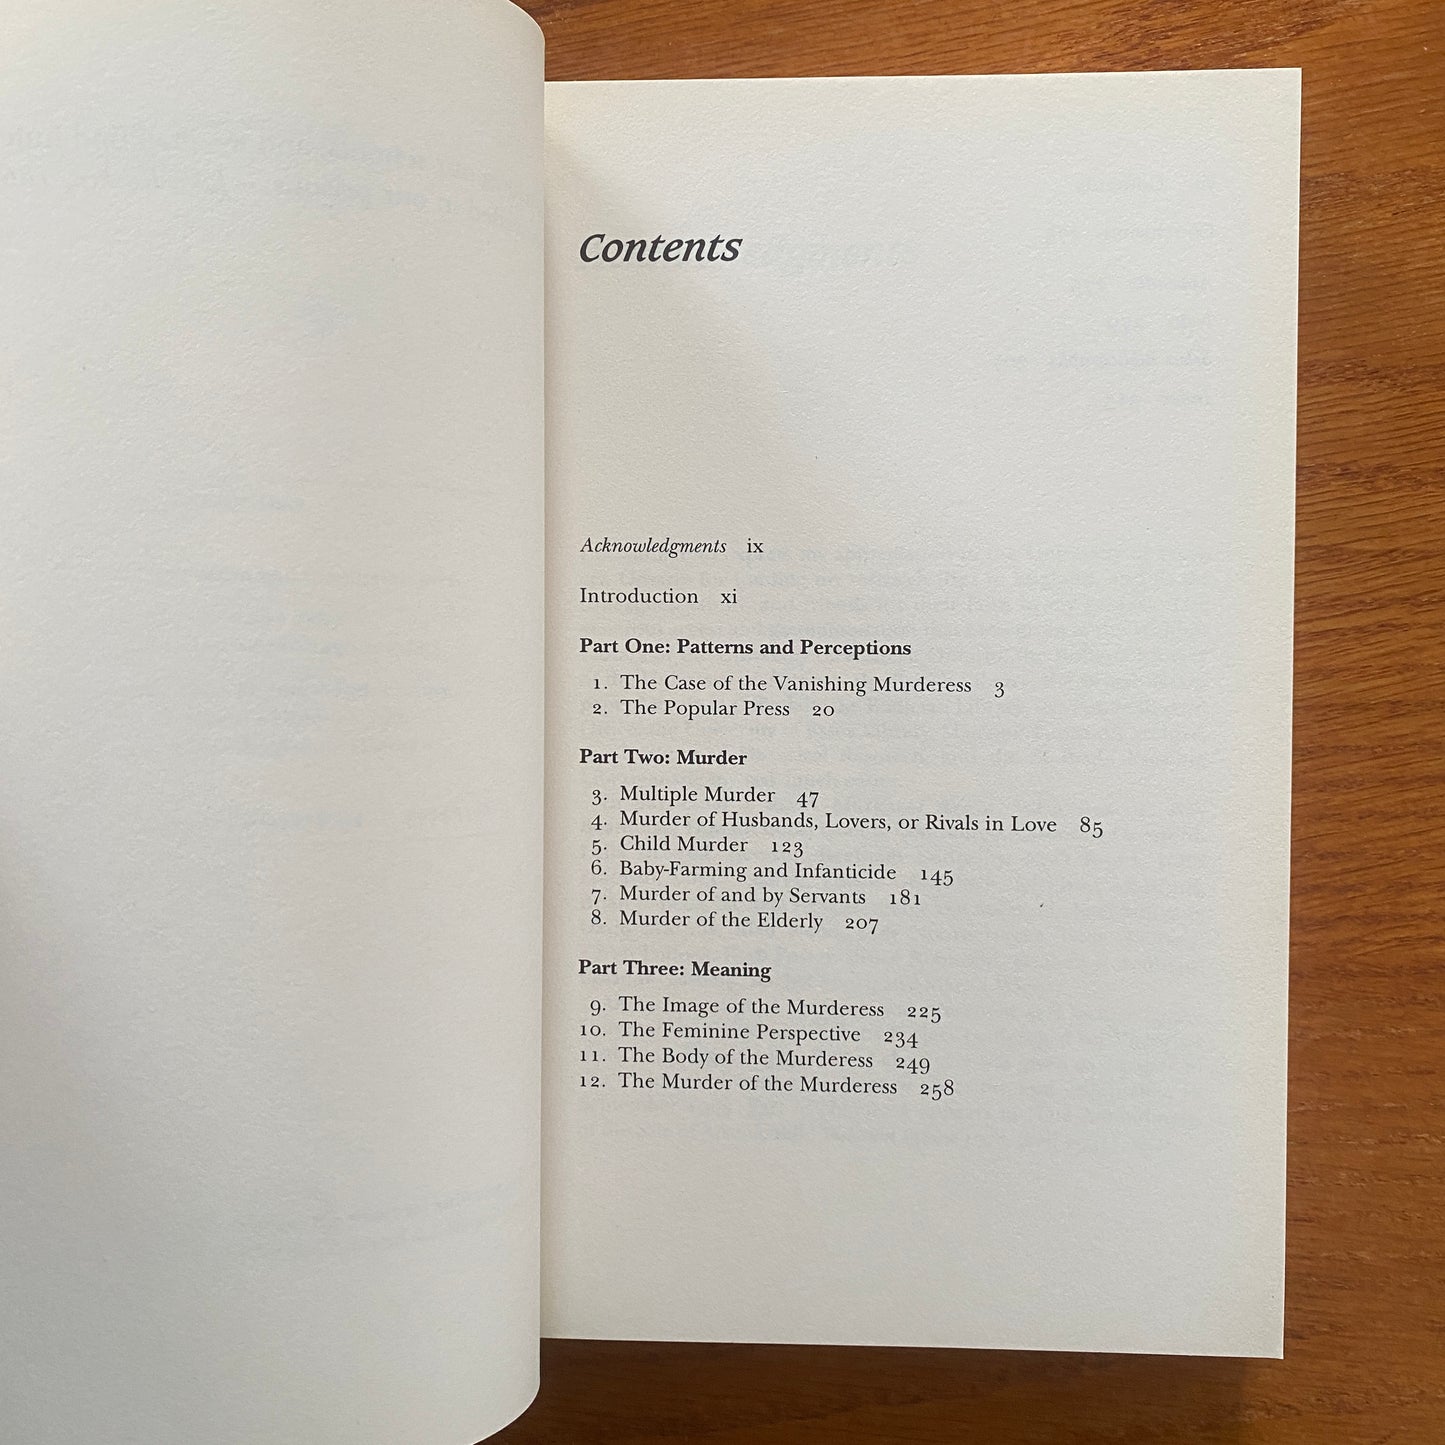 Contents
Acknowledgments ix
Introduction xi
Part One: Patterns and Perceptions
1. The Case of the Vanishing Murderess 3
2. The Popular Press 20
Part Two: Murder
3. Multiple Murder 47
4. Murder of Husbands, Lovers, or Rivals in Love 85
5. Child Murder 123
6. Baby-Farming and Infanticide 145
7. Murder of and by Servants 181
8. Murder of the Elderly 207
Part Three: Meaning
9. The Image of the Murderess 225
10. The Feminine Perspective 234
11. The Body of the Murderess 249
12. The Murder of the Murderess 258